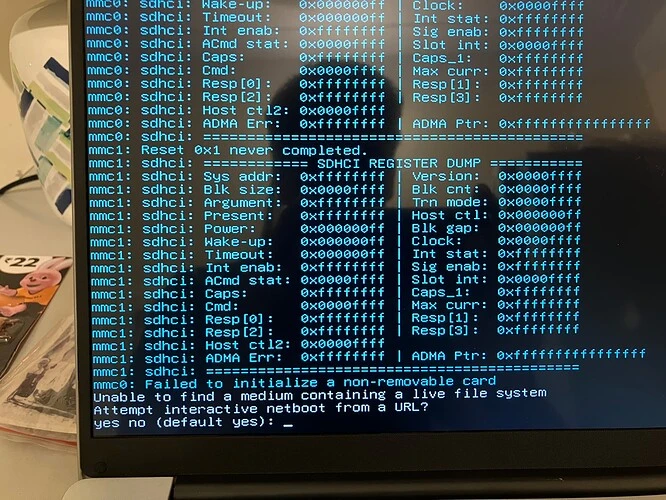 mmc0: sdhci: Wake-up: 0x000000ff | Clock: 0x0000ffff
mmc0: sdhci: Timeout: 0x000000ff | Int stat: 0xffffffff
mmc0: sdhci: Int enab: 0xffffffff | Sig enab: 0xffffffff
mmc0: sdhci: ACmd stat: 0x0000ffff | Slot int: 0x0000ffff
mmc0: sdhci: Caps: 0xffffffff | Caps_1: 0xffffffff
mmc0: sdhci: Cmd: 0x0000ffff | Max curr: 0xffffffff
mmc0: sdhci: Resp[0]: 0xffffffff | Resp[1]: 0xffffffff
mmc0: sdhci: Resp[2]: 0xffffffff | Resp[3]: 0xffffffff
mmc0: sdhci: Host ctl2: 0x0000ffff
mmc0: sdhci: ADMA Err: 0xffffffff | ADMA Ptr: 0xffffffffffffffff
mmc0: sdhci: ============================================
mmc1: Reset 0x1 never completed.
mmc1: sdhci: ============ SDHCI REGISTER DUMP ===========
mmc1: sdhci: Sys addr: 0xffffffff | Version: 0x0000ffff
mmc1: sdhci: Blk size: 0x0000ffff | Blk cnt: 0x0000ffff
mmc1: sdhci: Argument: 0xffffffff | Trn mode: 0x0000ffff
mmc1: sdhci: Present: 0xffffffff | Host ctl: 0x000000ff
mmc1: sdhci: Power: 0x000000ff | Blk gap: 0x000000ff
mmc1: sdhci: Wake-up: 0x000000ff | Clock: 0x0000ffff
mmc1: sdhci: Timeout: 0x000000ff | Int stat: 0xffffffff
mmc1: sdhci: Int enab: 0xffffffff | Sig enab: 0xffffffff
mmc1: sdhci: ACmd stat: 0x0000ffff | Slot int: 0x0000ffff
mmc1: sdhci: Caps: 0xffffffff | Caps_1: 0xffffffff
mmc1: sdhci: Cmd: 0x0000ffff | Max curr: 0xffffffff
mmc1: sdhci: Resp[0]: 0xffffffff | Resp[1]: 0xffffffff
mmc1: sdhci: Resp[2]: 0xffffffff | Resp[3]: 0xffffffff
mmc1: sdhci: Host ctl2: 0x0000ffff
mmc1: sdhci: ADMA Err: 0xffffffff | ADMA Ptr: 0xffffffffffffffff
mmc1: sdhci: ============================================
mmc0: Failed to initialize a non-removable card
Unable to find a medium containing a live file system
Attempt interactive netboot from a URL?
yes no (default yes): _
22